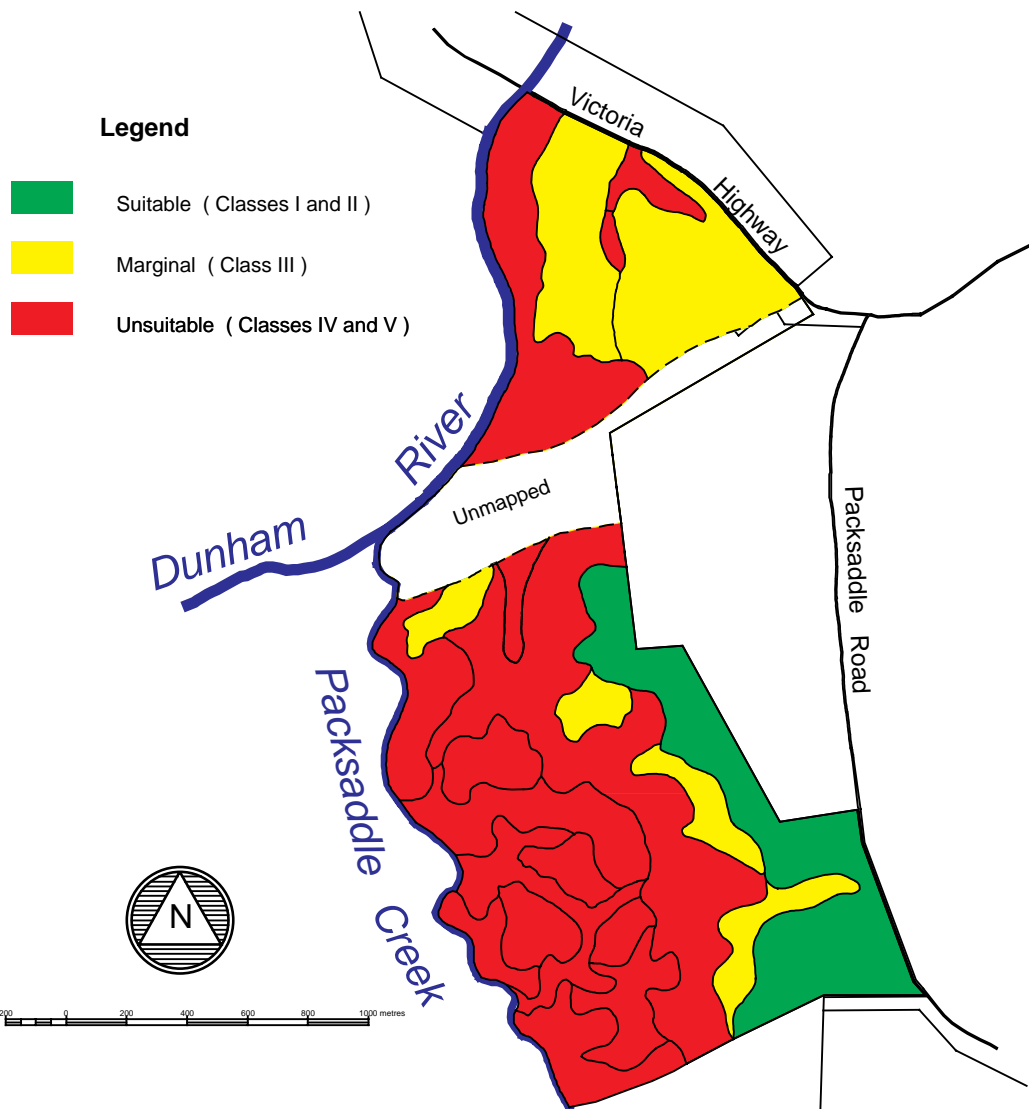 Legend
Suitable ( Classes I and II )
Marginal ( Class III )
Unsuitable ( Classes IV and V )
Victoria
Highway
Dunham
River
Unmapped
Packsaddle Road
Packsaddle
Creek
N
200 0 200 400 600 800 1000 metres